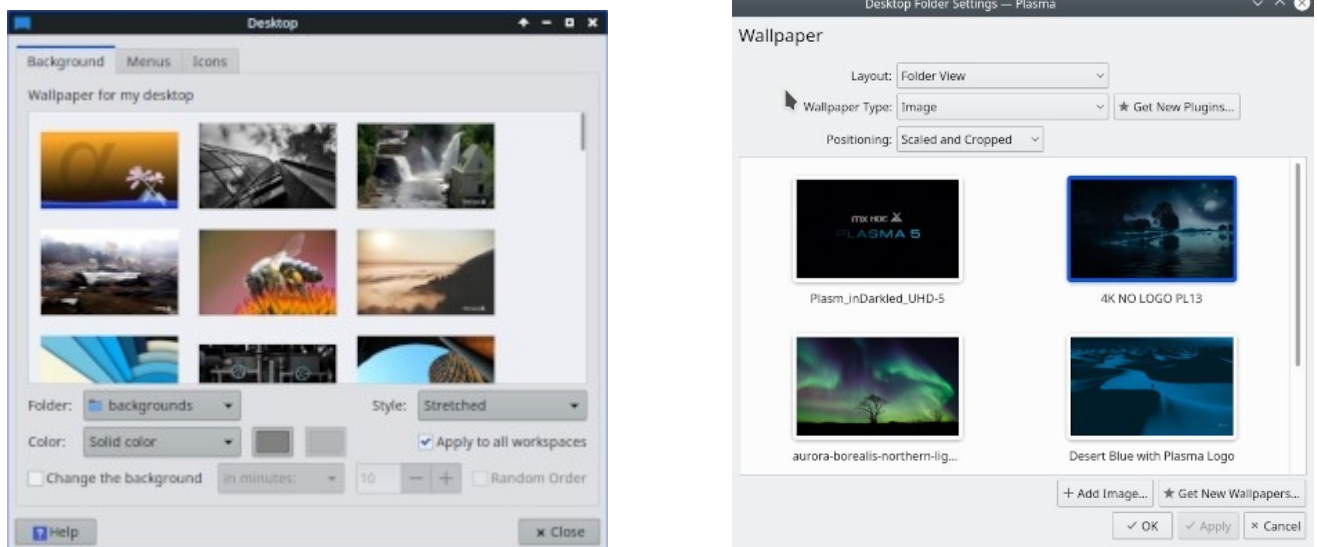 Desktop
Background Menus Icons
Wallpaper for my desktop
α
Folder: backgrounds Style: Stretched
Color: Solid color Apply to all workspaces
Change the background in minutes: 10 − + Random Order
? Help × Close
Desktop Folder Settings — Plasma
Wallpaper
Layout: Folder View
Wallpaper Type: Image ★ Get New Plugins...
Positioning: Scaled and Cropped
PLASMA 5
Plasm_inDarkled_UHD-5 4K NO LOGO PL13
aurora-borealis-northern-lig... Desert Blue with Plasma Logo
+ Add Image... ★ Get New Wallpapers...
✓ OK ✓ Apply × Cancel